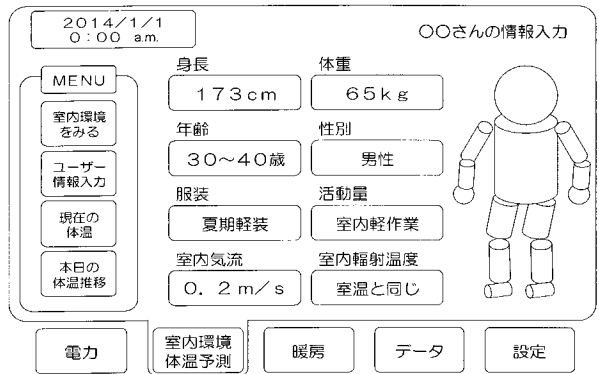 2014/1/1
0:00 a.m.
〇〇さんの情報入力
MENU
室内環境
をみる
ユーザー
情報入力
現在の
体温
本日の
体温推移
身長
173cm
体重
65kg
年齢
30～40歳
性別
男性
服装
夏期軽装
活動量
室内軽作業
室内気流
0.2m/s
室内輻射温度
室温と同じ
電力
室内環境
体温予測
暖房
データ
設定